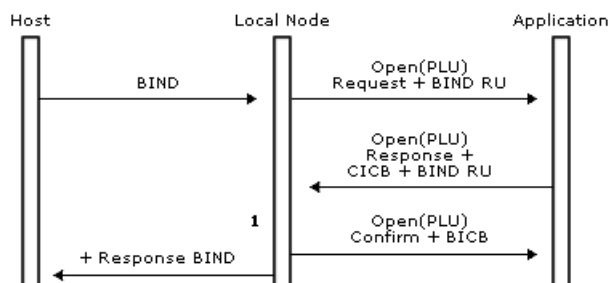 Host
Local Node
Application
BIND
Open(PLU)
Request + BIND RU
Open(PLU)
Response +
CICB + BIND RU
1
Open(PLU)
Confirm + BICB
+ Response BIND